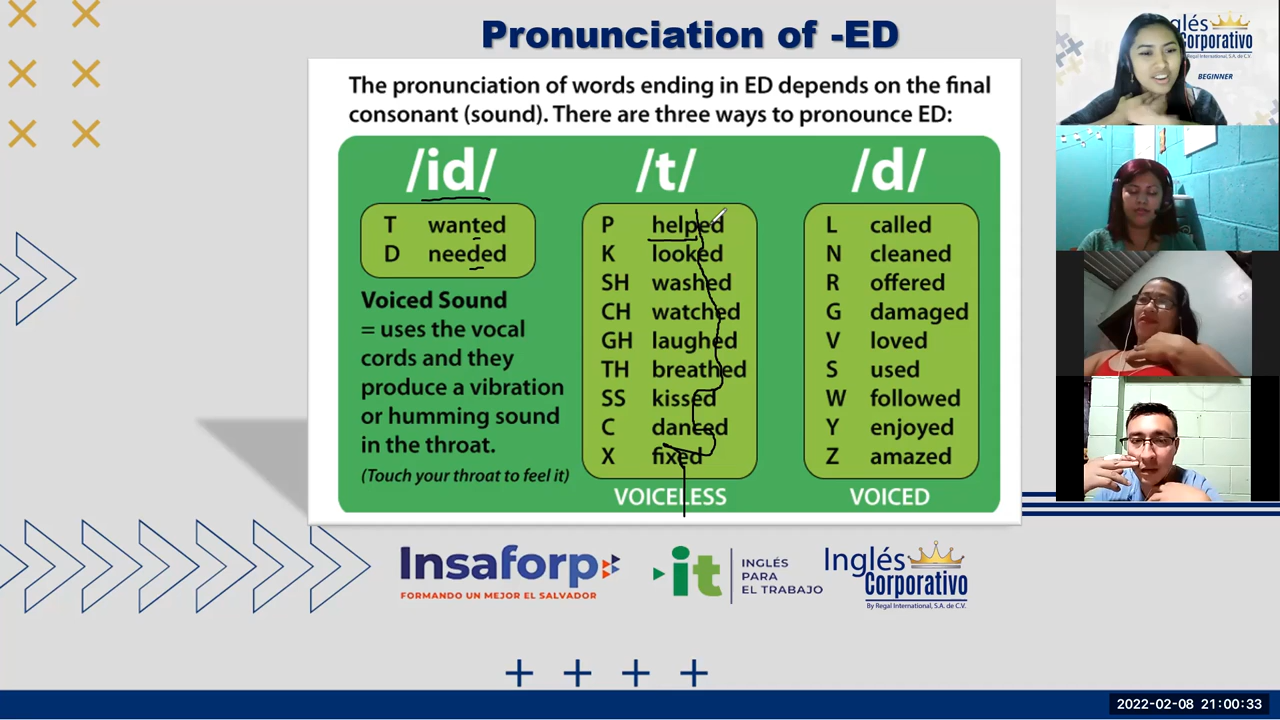 Pronunciation of -ED
The pronunciation of words ending in ED depends on the final
consonant (sound). There are three ways to pronounce ED:
/id/
T wanted
D needed
Voiced Sound
= uses the vocal
cords and they
produce a vibration
or humming sound
in the throat.
(Touch your throat to feel it)
/t/
P helped
K looked
SH washed
CH watched
GH laughed
TH breathed
SS kissed
C danced
X fixed
VOICELESS
/d/
L called
N cleaned
R offered
G damaged
V loved
S used
W followed
Y enjoyed
Z amazed
VOICED
Insaforp
FORMANDO UN MEJOR EL SALVADOR
it
INGLÉS
PARA
EL TRABAJO
Inglés
Corporativo
By Regal International, S.A. de C.V.
glés
Corporativo
By Regal International, S.A. de C.V.
BEGINNER
2022-02-08 21:00:33